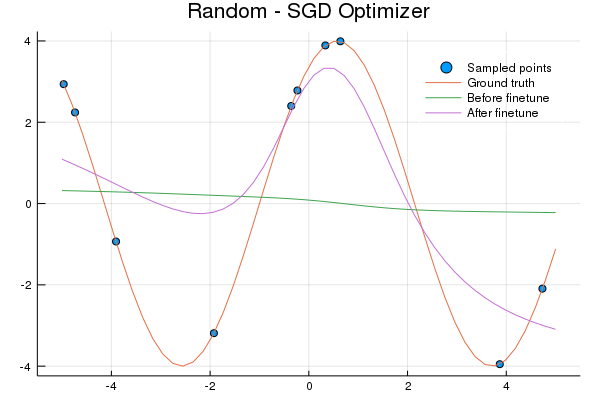 Random - SGD Optimizer
Sampled points
Ground truth
Before finetune
After finetune
4
2
0
-2
-4
-4 -2 0 2 4